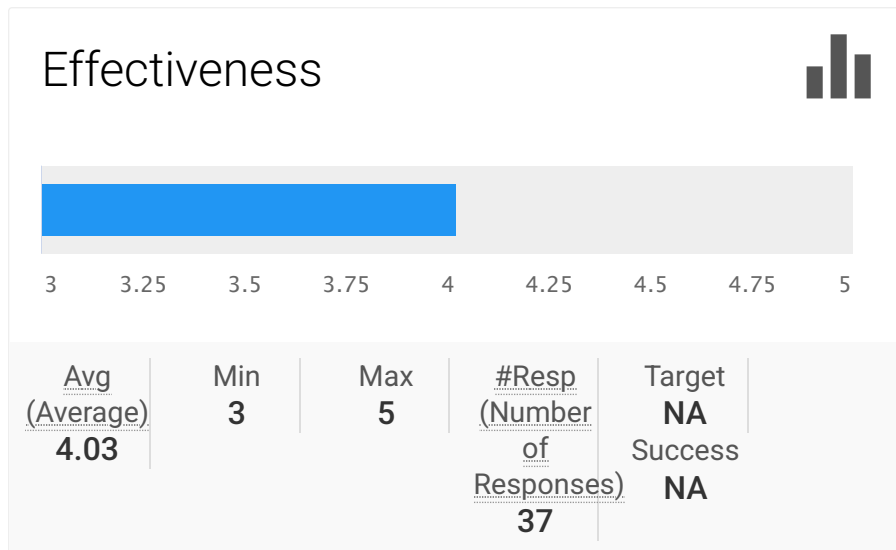 Effectiveness
3 3.25 3.5 3.75 4 4.25 4.5 4.75 5
Avg
(Average)
4.03
Min
3
Max
5
#Resp
(Number
of
Responses)
37
Target
NA
Success
NA